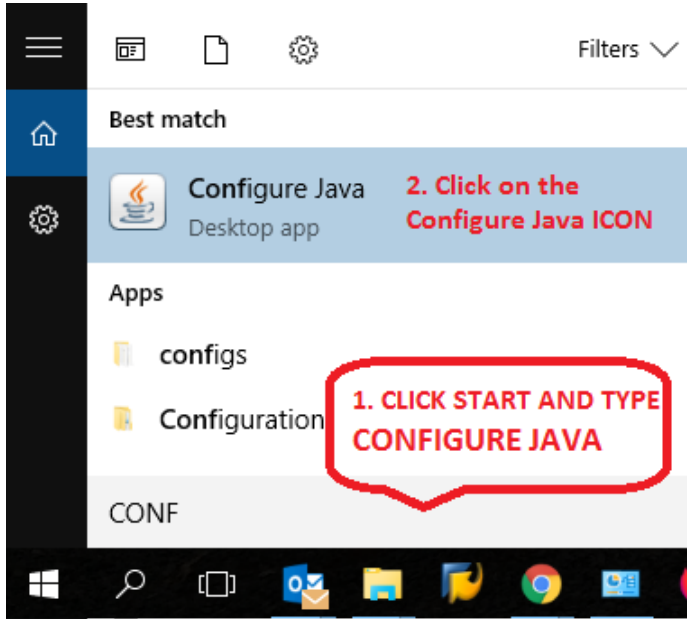 Filters
Best match
Configure Java
Desktop app
2. Click on the
Configure Java ICON
Apps
configs
Configuration
1. CLICK START AND TYPE
CONFIGURE JAVA
CONF